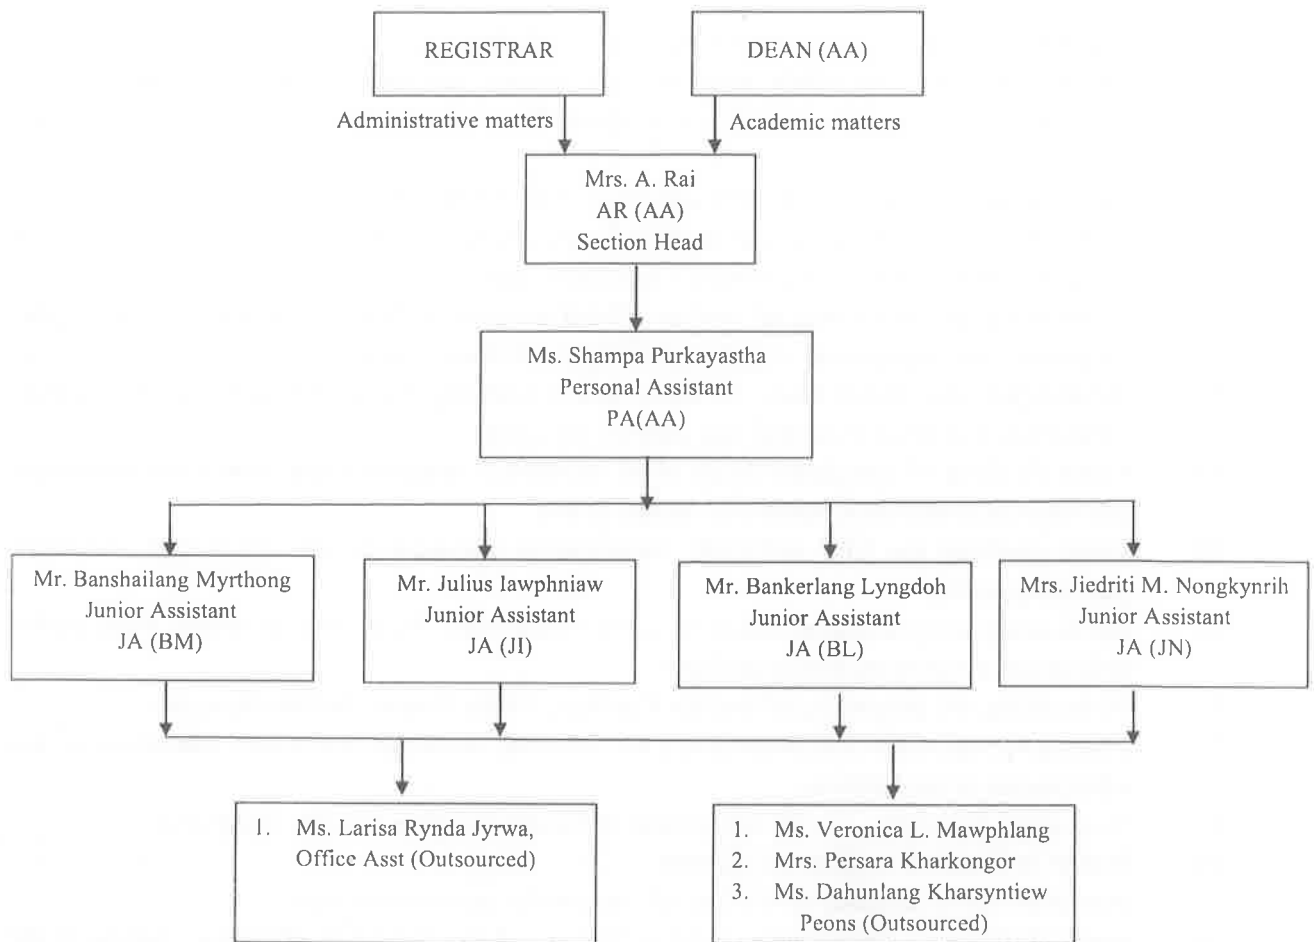 REGISTRAR
DEAN (AA)
Administrative matters
Academic matters
Mrs. A. Rai
AR (AA)
Section Head
Ms. Shampa Purkayastha
Personal Assistant
PA(AA)
Mr. Banshailang Myrthong
Junior Assistant
JA (BM)
Mr. Julius Iawphniaw
Junior Assistant
JA (JI)
Mr. Bankerlang Lyngdoh
Junior Assistant
JA (BL)
Mrs. Jiedriti M. Nongkynrih
Junior Assistant
JA (JN)
1. Ms. Larisa Rynda Jyrwa,
Office Asst (Outsourced)
1. Ms. Veronica L. Mawphlang
2. Mrs. Persara Kharkongor
3. Ms. Dahunlang Kharsyntiew
Peons (Outsourced)